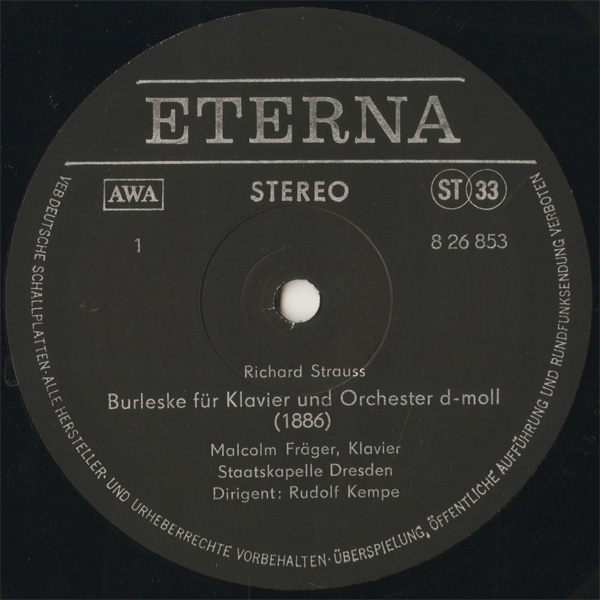 ETERNA
AWA
STEREO
ST 33
1
8 26 853
Richard Strauss
Burleske für Klavier und Orchester d-moll
(1886)
Malcolm Fräger, Klavier
Staatskapelle Dresden
Dirigent: Rudolf Kempe
VEB DEUTSCHE SCHALLPLATTEN · ALLE HERSTELLER- UND URHEBERRECHTE VORBEHALTEN · ÜBERSPIELUNG, ÖFFENTLICHE AUFFÜHRUNG UND RUNDFUNKSENDUNG VERBOTEN